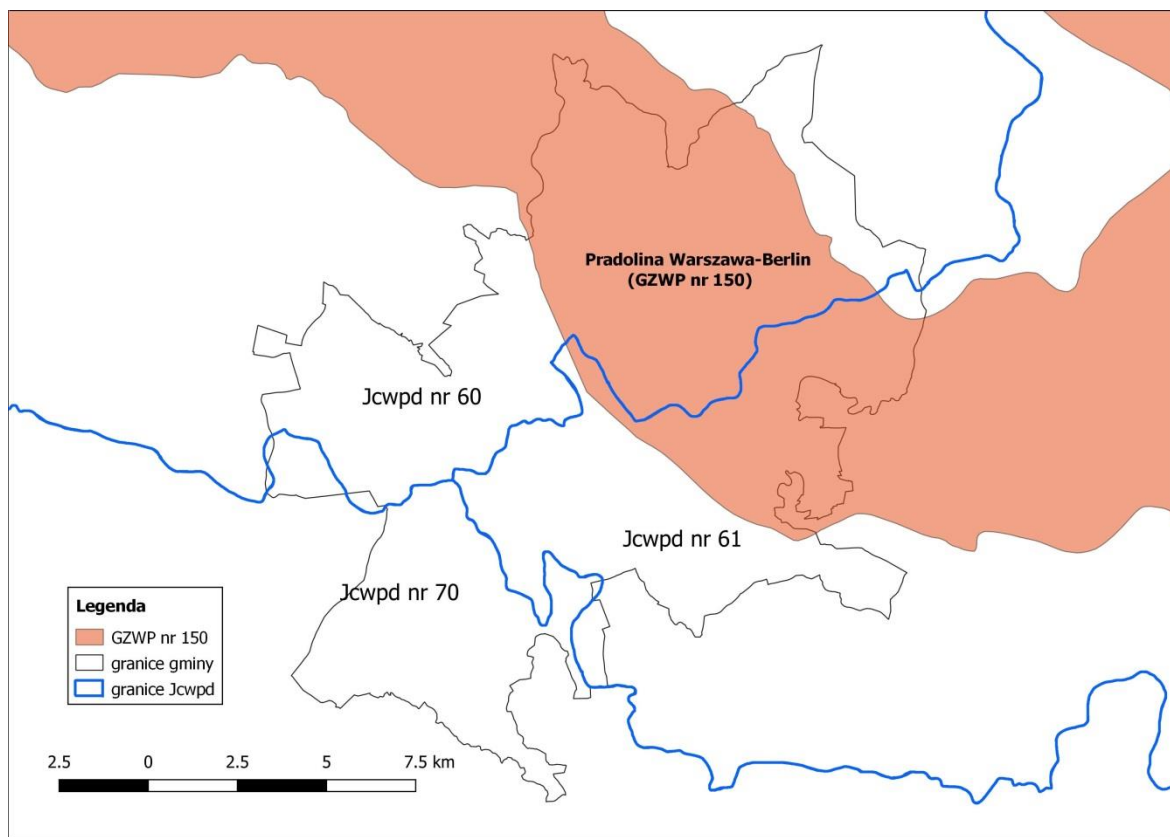 Pradolina Warszawa-Berlin
(GZWP nr 150)
Jcwpd nr 60
Jcwpd nr 61
Jcwpd nr 70
Legenda
GZWP nr 150
granice gminy
granice Jcwpd
2.5 0 2.5 5 7.5 km